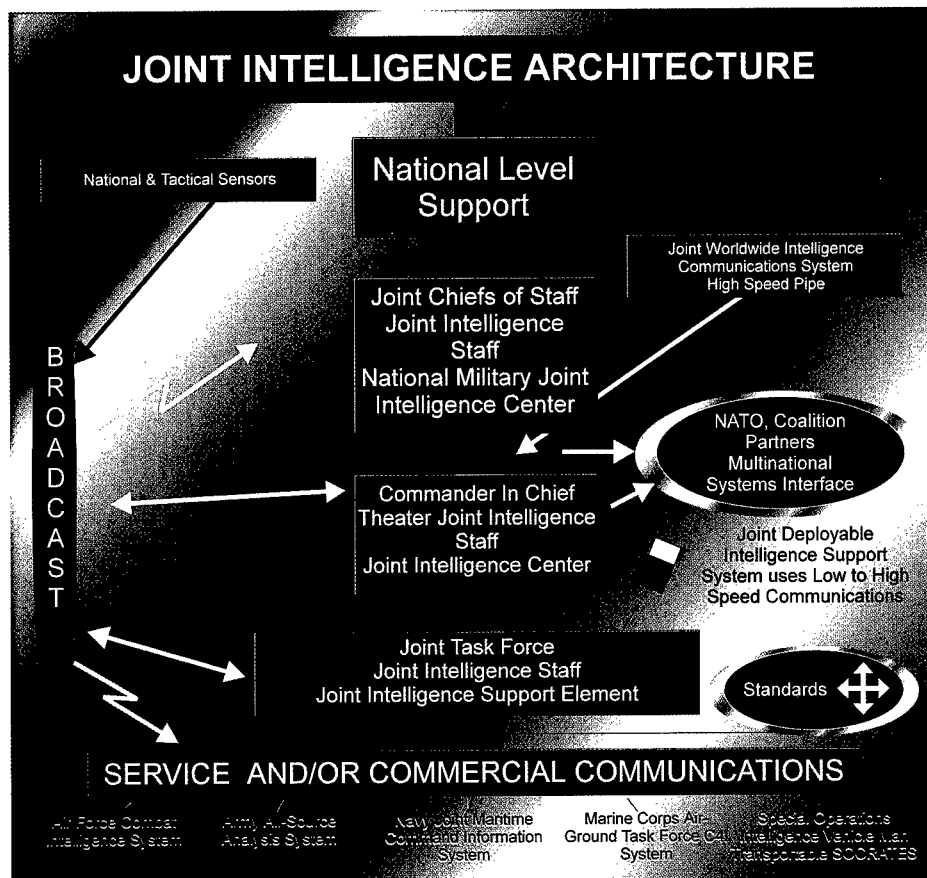 JOINT INTELLIGENCE ARCHITECTURE
National & Tactical Sensors
National Level
Support
Joint Worldwide Intelligence
Communications System
High Speed Pipe
Joint Chiefs of Staff
Joint Intelligence
Staff
National Military Joint
Intelligence Center
BROADCAST
NATO, Coalition
Partners
Multinational
Systems Interface
Commander In Chief
Theater Joint Intelligence
Staff
Joint Intelligence Center
Joint Deployable
Intelligence Support
System uses Low to High
Speed Communications
Joint Task Force
Joint Intelligence Staff
Joint Intelligence Support Element
Standards
SERVICE AND/OR COMMERCIAL COMMUNICATIONS
Air Force Combat
Intelligence System
Army All-Source
Analysis System
Navy Joint Maritime
Command Information
System
Marine Corps Air-
Ground Task Force C4I
System
Special Operations
Intelligence Vehicle Man
Transportable SOCRATES